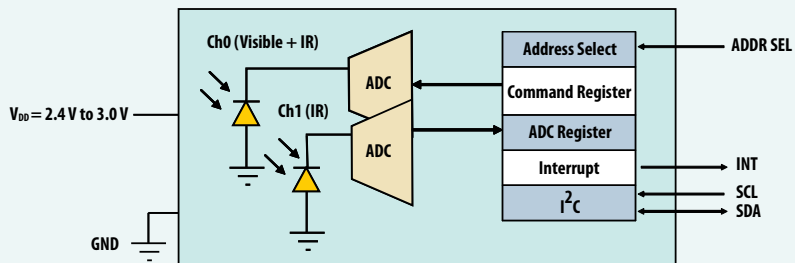 Ch0 (Visible + IR)
ADC
Ch1 (IR)
ADC
V_DD = 2.4 V to 3.0 V
GND
Address Select
Command Register
ADC Register
Interrupt
I²C
ADDR SEL
INT
SCL
SDA